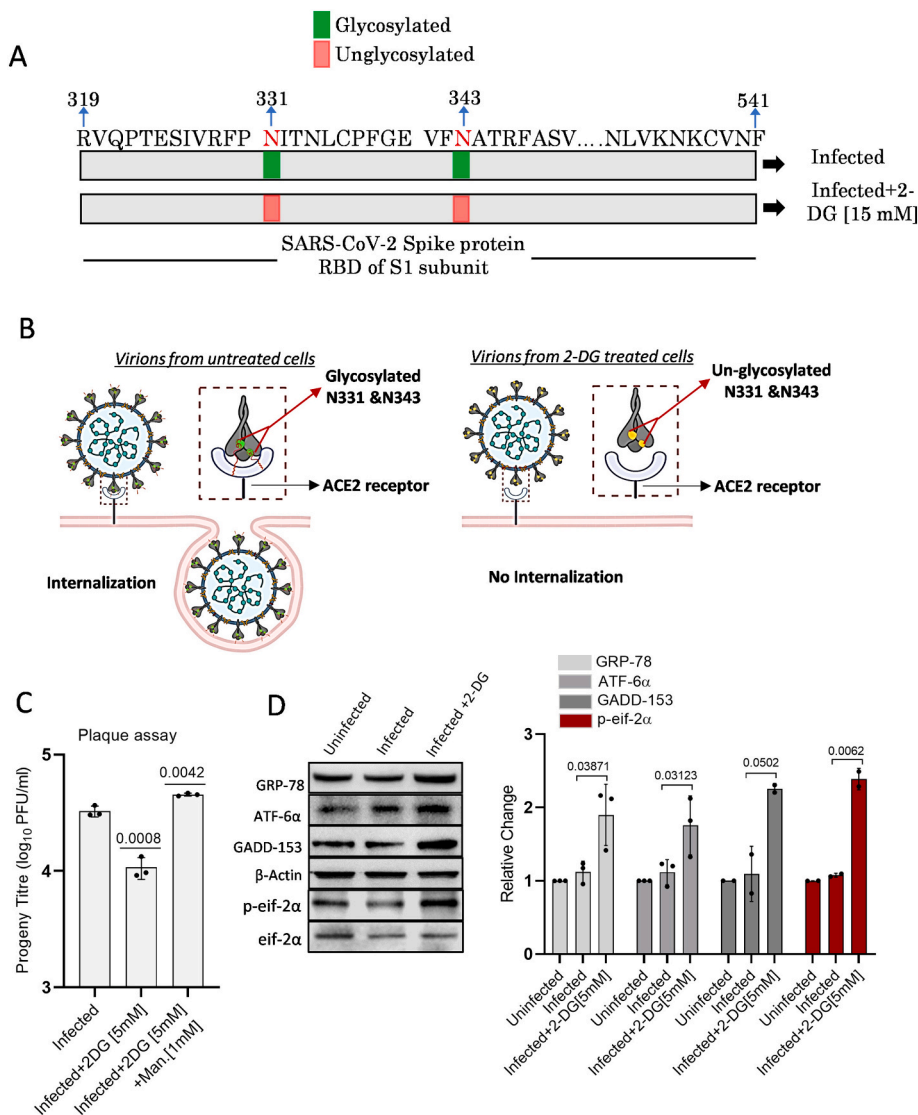 A
Glycosylated
Unglycosylated
319
331
343
541
RVQPTESIVRFP NITNLCPFGE VFNATRFASV.....NLVKNKCVNF
Infected
Infected+2-
DG [15 mM]
SARS-CoV-2 Spike protein
RBD of S1 subunit
B
Virions from untreated cells
Glycosylated
N331 &N343
ACE2 receptor
Internalization
Virions from 2-DG treated cells
Un-glycosylated
N331 &N343
ACE2 receptor
No Internalization
C
Plaque assay
Progeny Titre (log10 PFU/ml)
5
4
3
0.0008
0.0042
Infected
Infected+2DG [5mM]
Infected+2DG [5mM]
+Man.[1mM]
D
Uninfected
Infected
Infected +2-DG
GRP-78
ATF-6α
GADD-153
β-Actin
p-eif-2α
eif-2α
GRP-78
ATF-6α
GADD-153
p-eif-2α
Relative Change
3
2
1
0
0.03871
0.03123
0.0502
0.0062
Uninfected
Infected
Infected+2-DG[5mM]
Uninfected
Infected
Infected+2-DG[5mM]
Uninfected
Infected
Infected+2-DG[5mM]
Uninfected
Infected
Infected+2-DG[5mM]